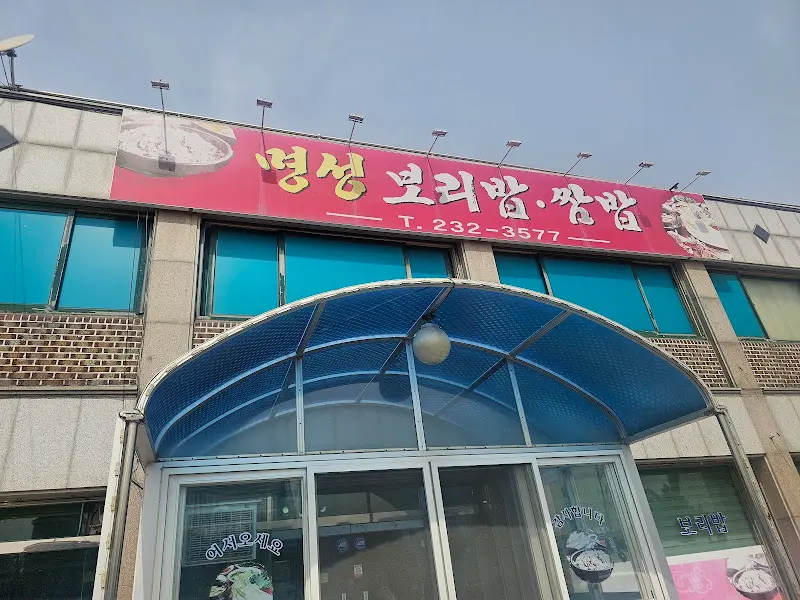 명성 보리밥·쌈밥
T. 232-3577
어서오세요
감사합니다
보리밥